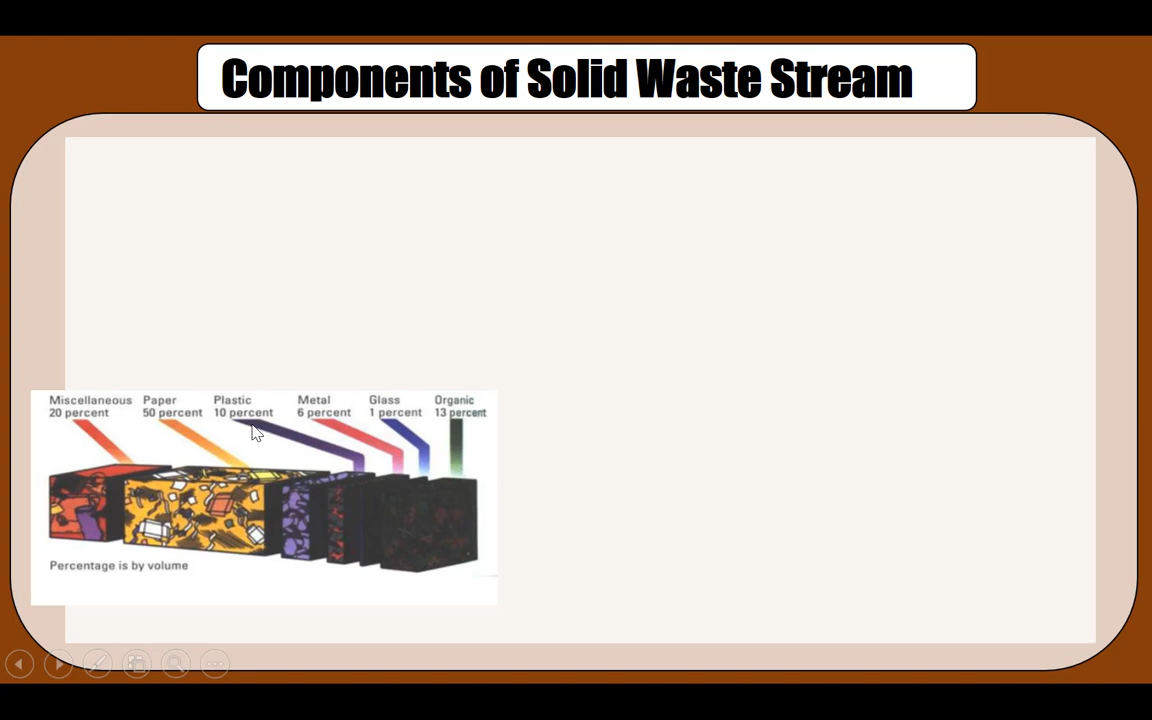 Components of Solid Waste Stream
Miscellaneous Paper Plastic Metal Glass Organic
20 percent 50 percent 10 percent 6 percent 1 percent 13 percent
Percentage is by volume